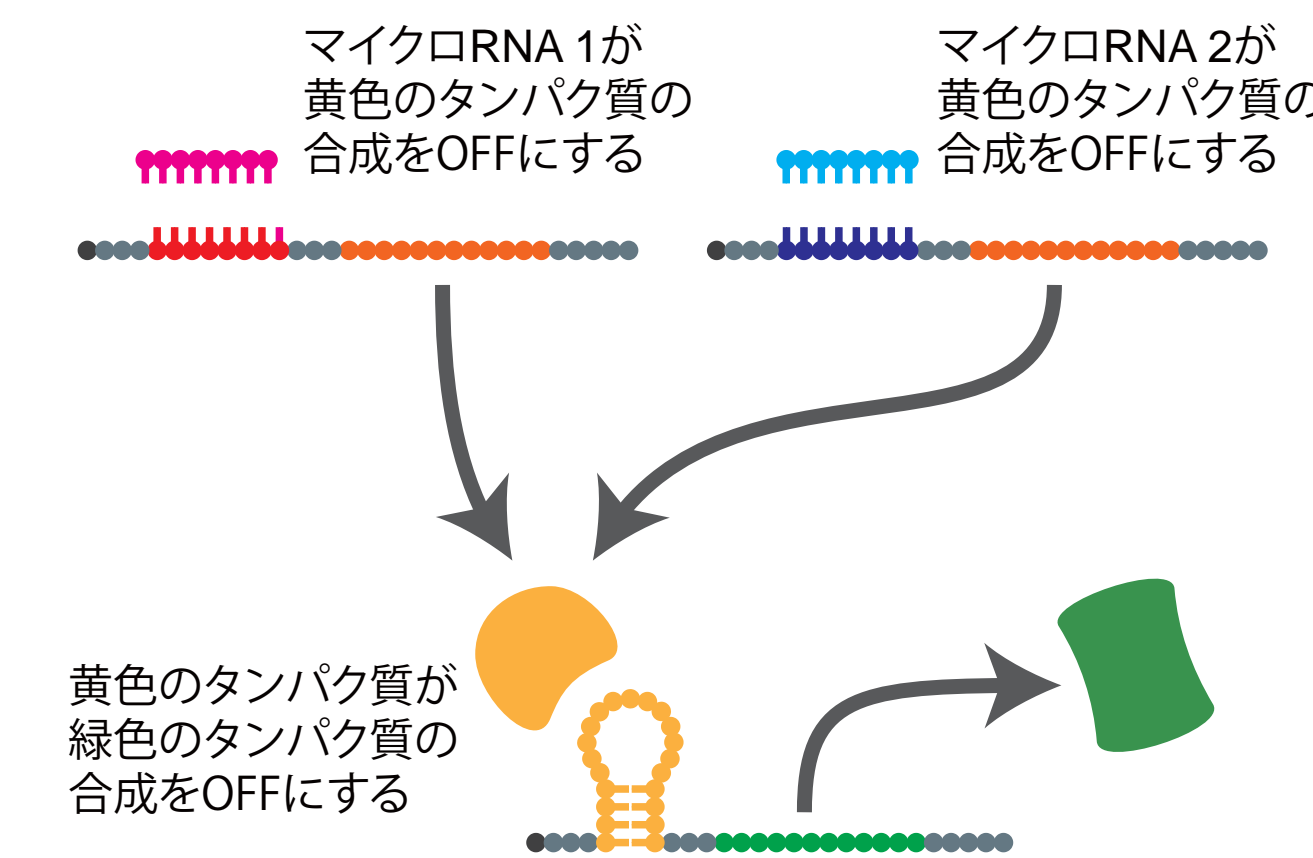 マイクロRNA 1が
黄色のタンパク質の
合成をOFFにする
マイクロRNA 2が
黄色のタンパク質の
合成をOFFにする
黄色のタンパク質が
緑色のタンパク質の
合成をOFFにする